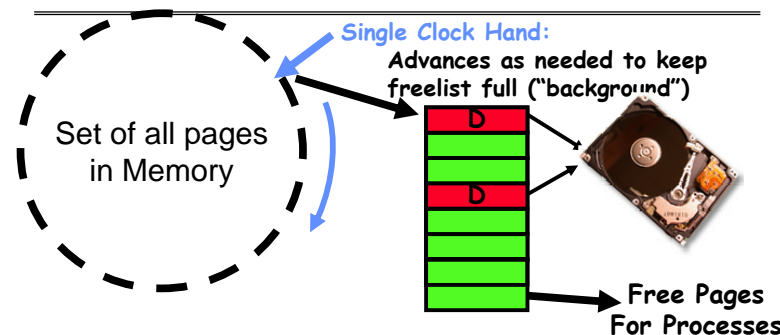 Single Clock Hand:
Advances as needed to keep
freelist full (“background”)
Set of all pages
in Memory
D
D
Free Pages
For Processes